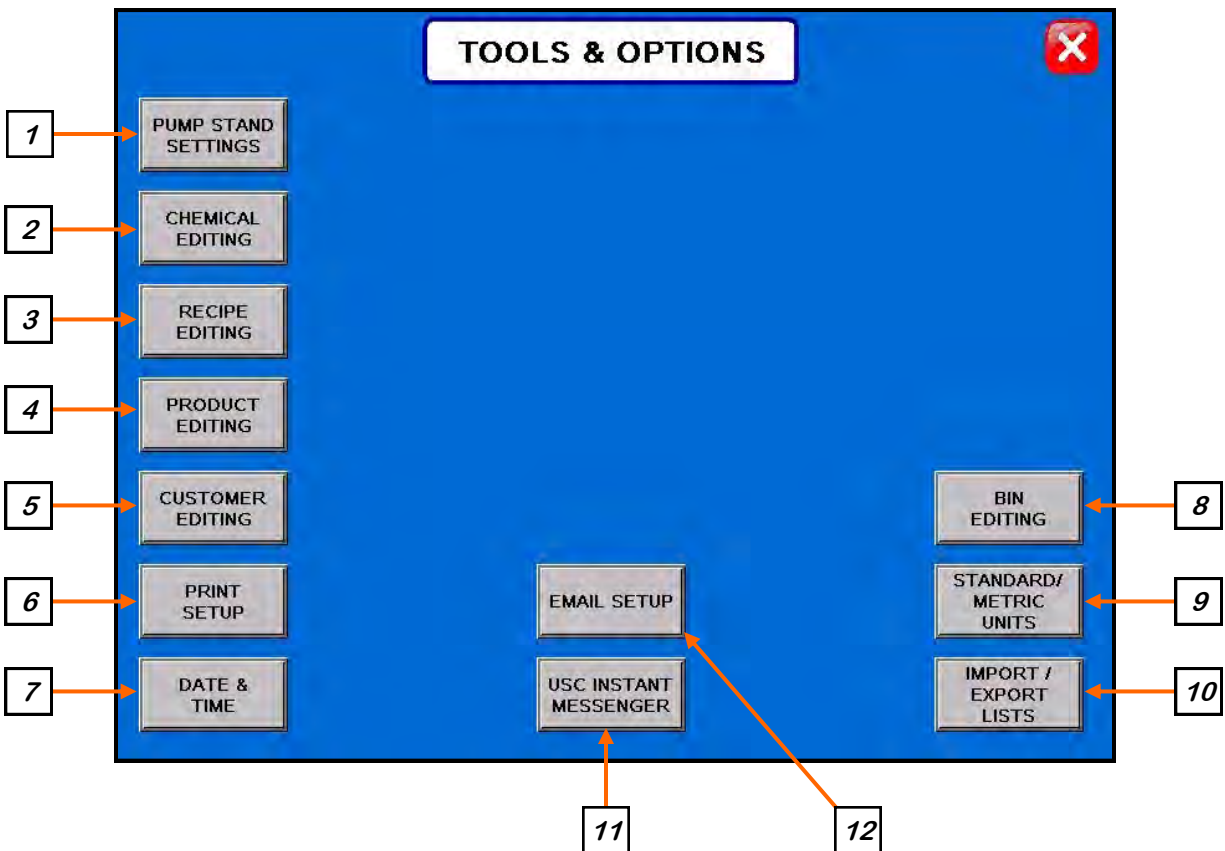 TOOLS & OPTIONS
1
PUMP STAND
SETTINGS
2
CHEMICAL
EDITING
3
RECIPE
EDITING
4
PRODUCT
EDITING
5
CUSTOMER
EDITING
BIN
EDITING
8
6
PRINT
SETUP
EMAIL SETUP
STANDARD/
METRIC
UNITS
9
7
DATE &
TIME
USC INSTANT
MESSENGER
IMPORT /
EXPORT
LISTS
10
11
12